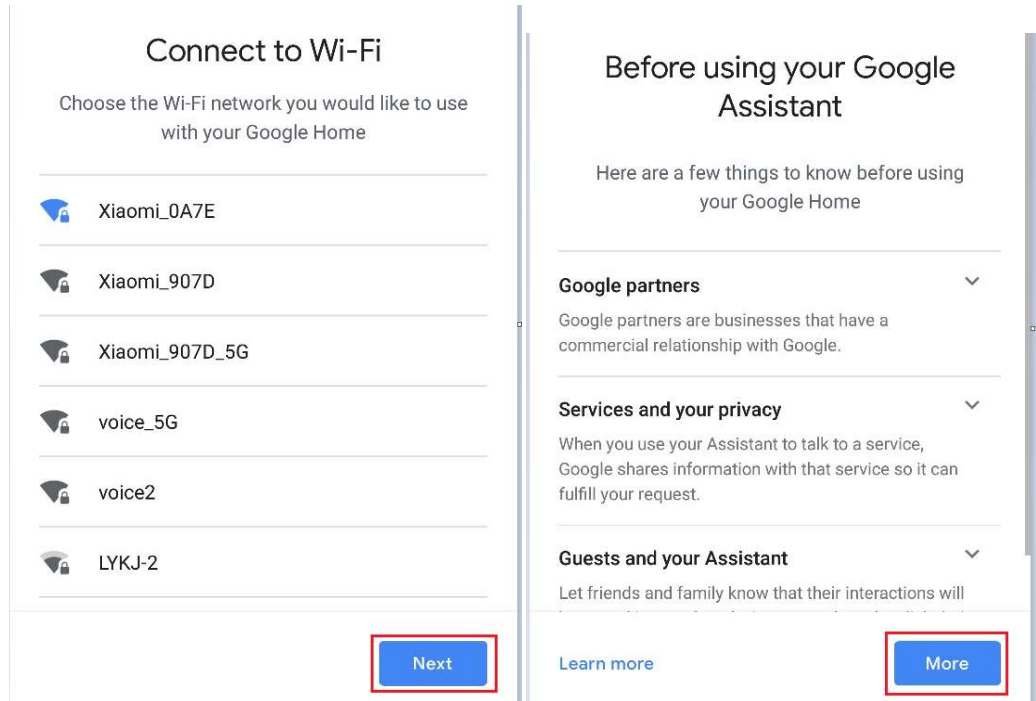 Connect to Wi-Fi
Choose the Wi-Fi network you would like to use
with your Google Home
Xiaomi_0A7E
Xiaomi_907D
Xiaomi_907D_5G
voice_5G
voice2
LYKJ-2
Next
Before using your Google
Assistant
Here are a few things to know before using
your Google Home
Google partners
Google partners are businesses that have a
commercial relationship with Google.
Services and your privacy
When you use your Assistant to talk to a service,
Google shares information with that service so it can
fulfill your request.
Guests and your Assistant
Let friends and family know that their interactions will
Learn more
More